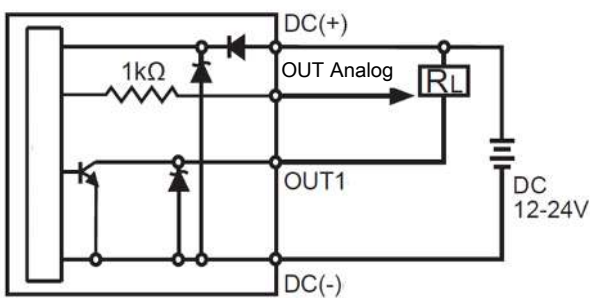 DC(+)
1kΩ
OUT Analog
RL
OUT1
DC
12-24V
DC(-)